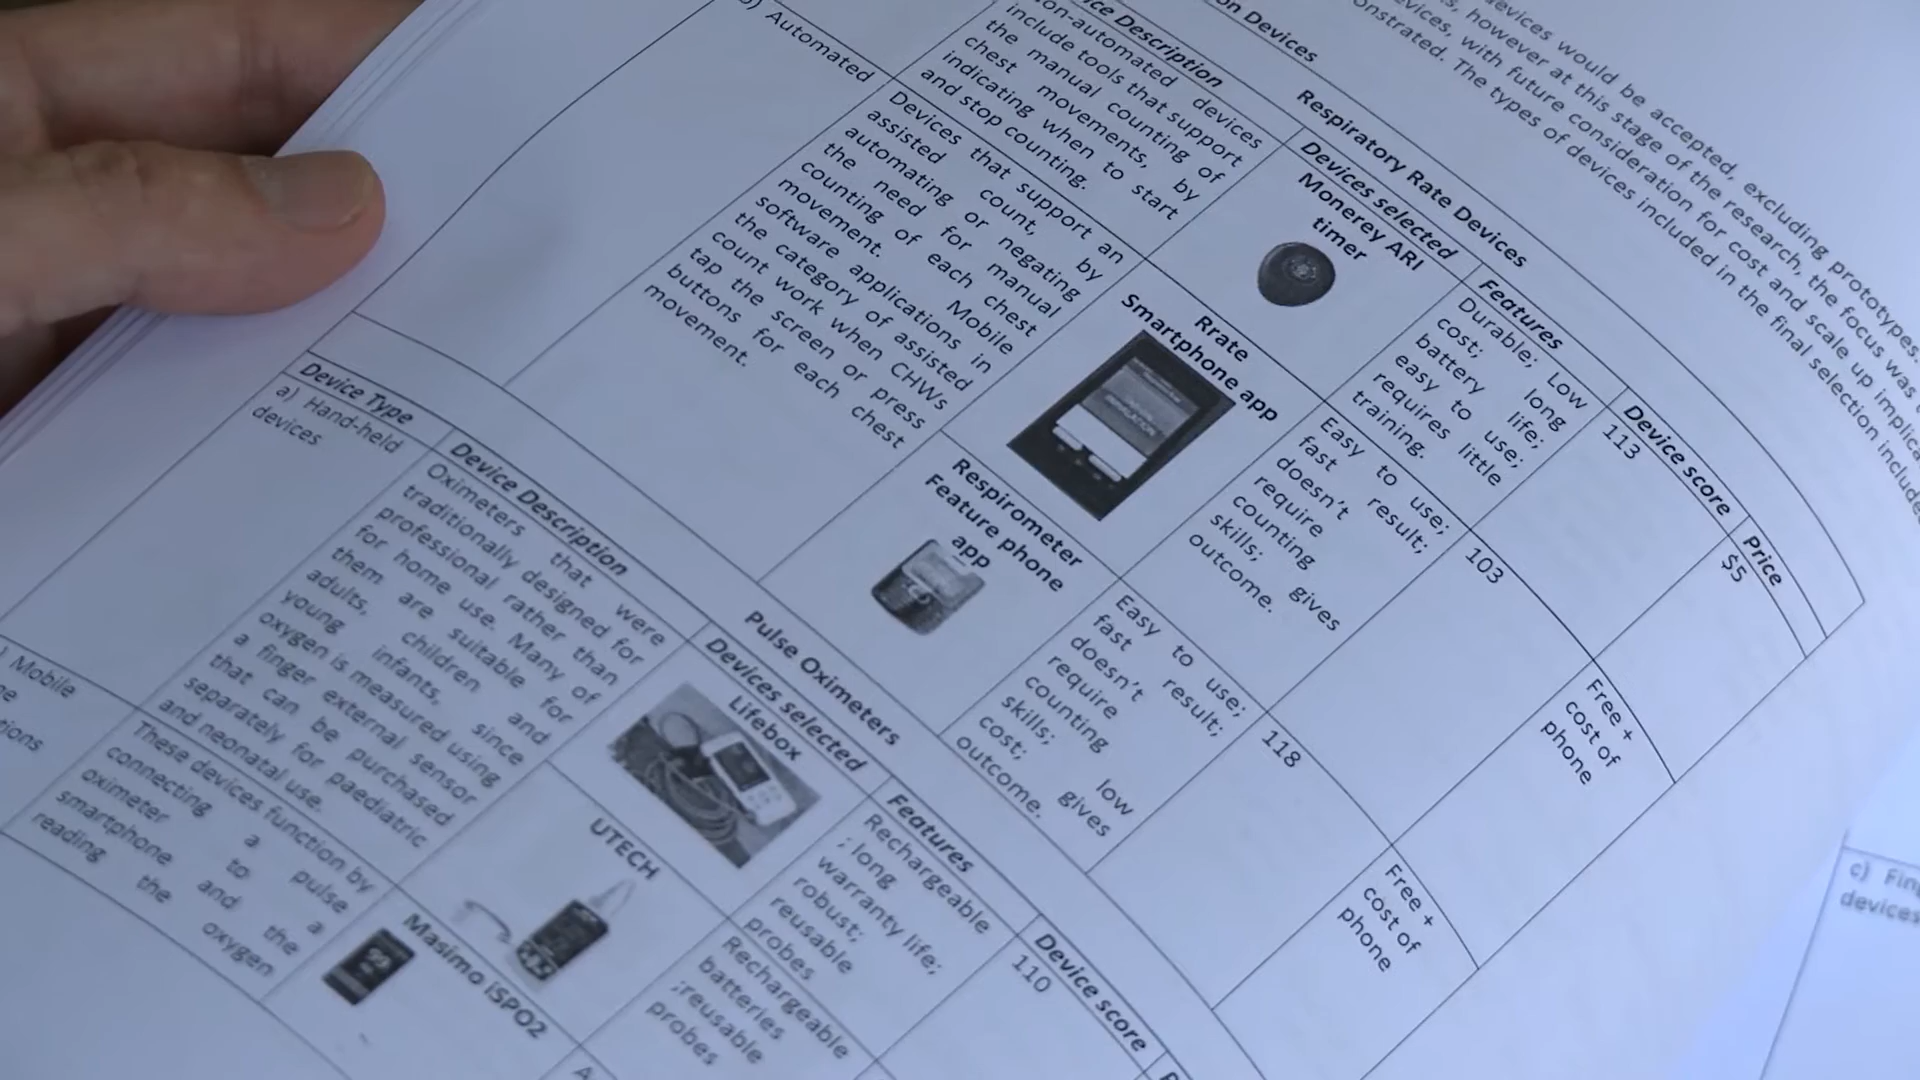 devices would be accepted, excluding prototypes.
however at this stage of the research, the focus was
with future consideration for cost and scale up
The types of devices included in the final selection
Devices
Respiratory Rate Devices
Description
Devices selected
Features
Device score
Price
devices
include tools that support
the manual counting of
chest movements, by
indicating when to start
and stop counting.
Monerey ARI
timer
Durable; Low
cost; long
battery life;
easy to use;
requires little
training.
113
$5
Automated
Devices that support an
assisted count, by
automating or negating
the need for manual
counting of each chest
movement. Mobile
software applications in
the category of assisted
count work when CHWs
tap the screen or press
buttons for each chest
movement.
Rrate
Smartphone app
Easy to use;
fast result;
doesn't
require
counting
skills; gives
outcome.
103
Free +
cost of
phone
Respirometer
Feature phone
app
Easy to use;
fast result;
doesn't
require
counting
skills; low
cost; gives
outcome.
118
Free +
cost of
phone
Pulse Oximeters
Device Type
Device Description
Devices selected
Features
Device score
a) Hand-held
devices
Oximeters that were
traditionally designed for
professional rather than
for home use. Many of
them are suitable for
adults, children and
young infants, since
oxygen is measured using
a finger external sensor
that can be purchased
separately for paediatric
and neonatal use.
Lifebox
Rechargeable
; long
warranty life;
robust;
reusable
probes
110
UTECH
Rechargeable
batteries
;reusable
probes
Mobile
These devices function by
connecting a pulse
oximeter to a
smartphone and the
reading the oxygen
Masimo iSPO2
c)
devices